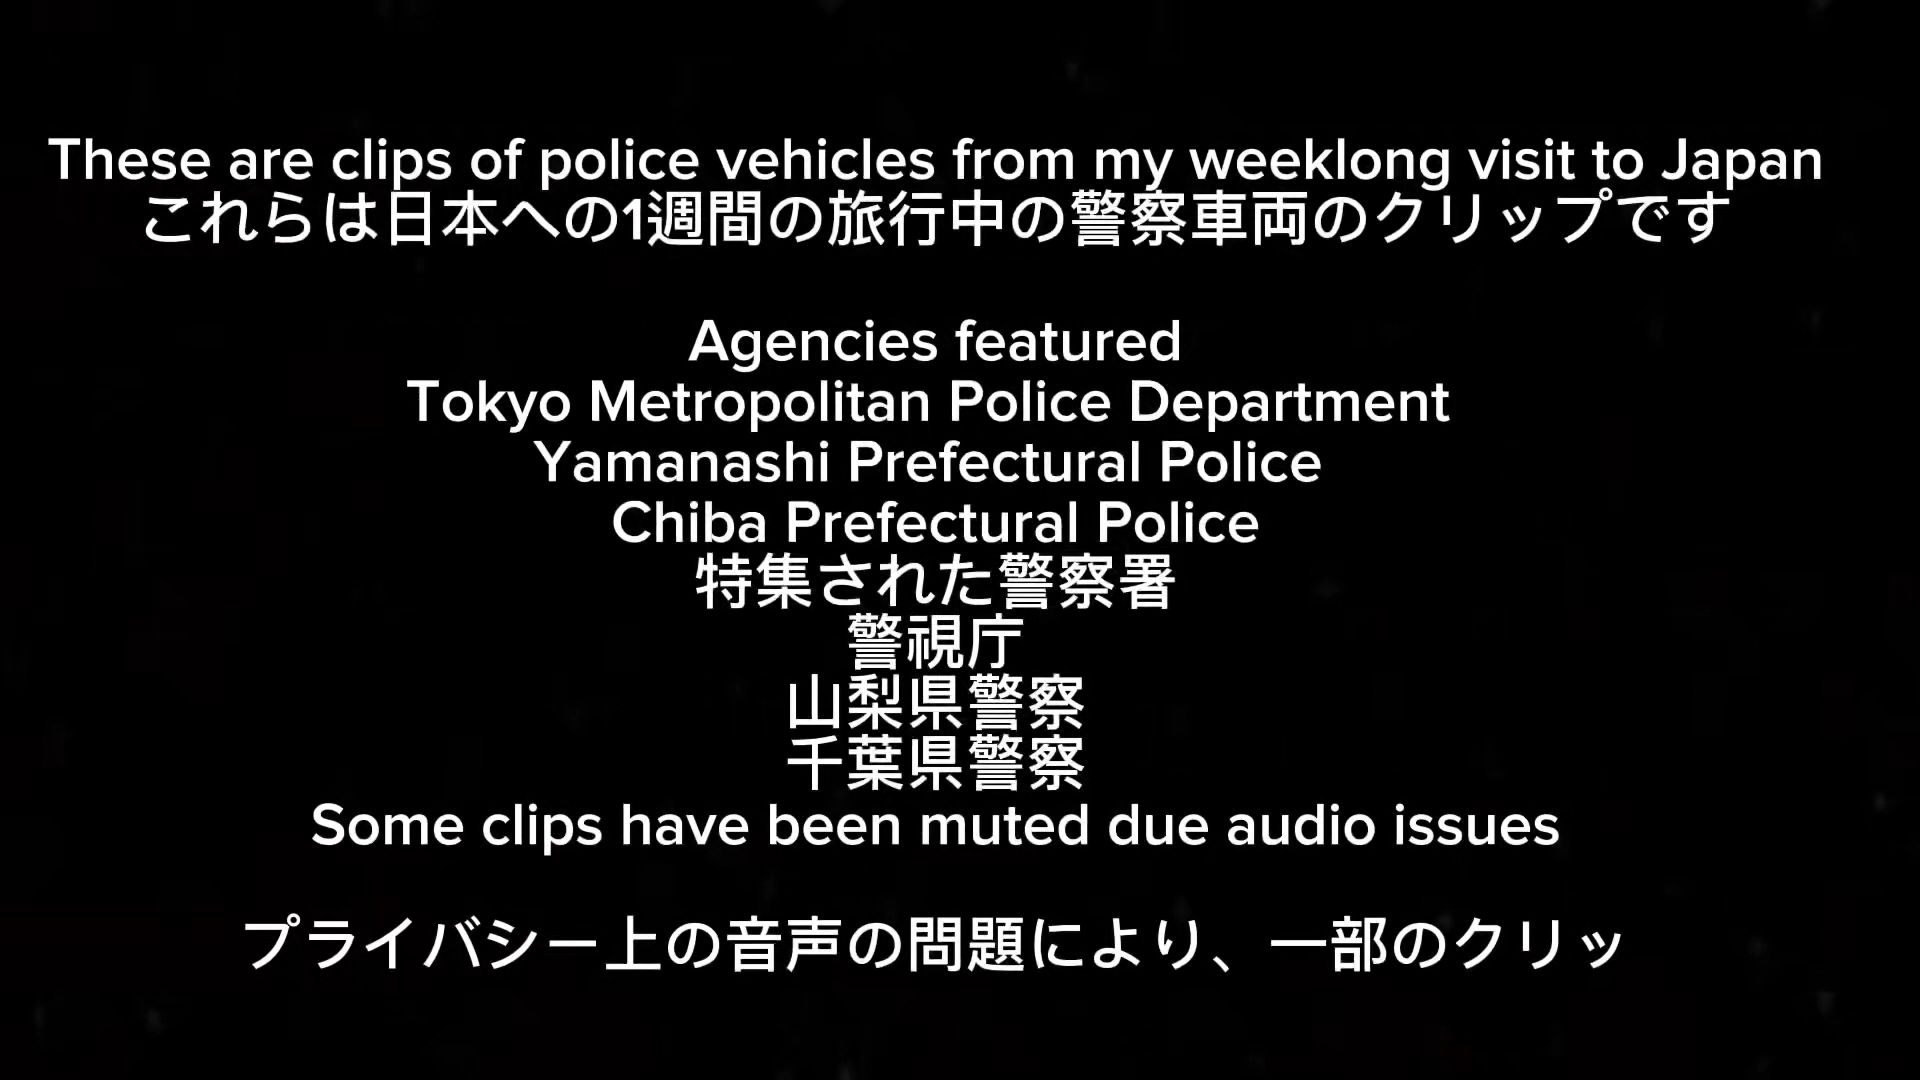 These are clips of police vehicles from my weeklong visit to Japan
これらは日本への1週間の旅行中の警察車両のクリップです
Agencies featured
Tokyo Metropolitan Police Department
Yamanashi Prefectural Police
Chiba Prefectural Police
特集された警察署
警視庁
山梨県警察
千葉県警察
Some clips have been muted due audio issues
プライバシー上の音声の問題により、一部のクリッ